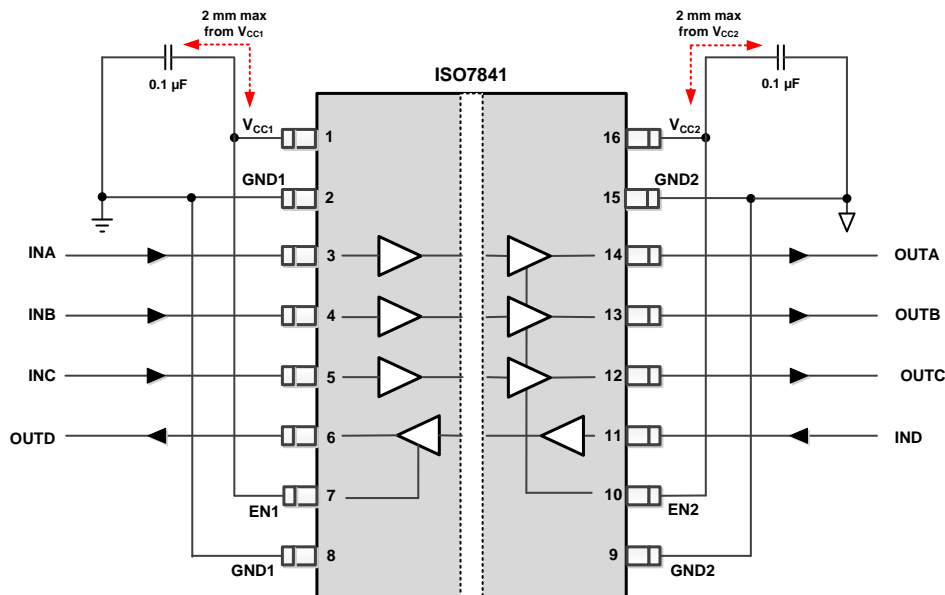 2 mm max
from VCC1
2 mm max
from VCC2
0.1 µF
0.1 µF
ISO7841
VCC1
1
16
VCC2
GND1
2
15
GND2
INA
3
14
OUTA
INB
4
13
OUTB
INC
5
12
OUTC
OUTD
6
11
IND
EN1
7
10
EN2
GND1
8
9
GND2